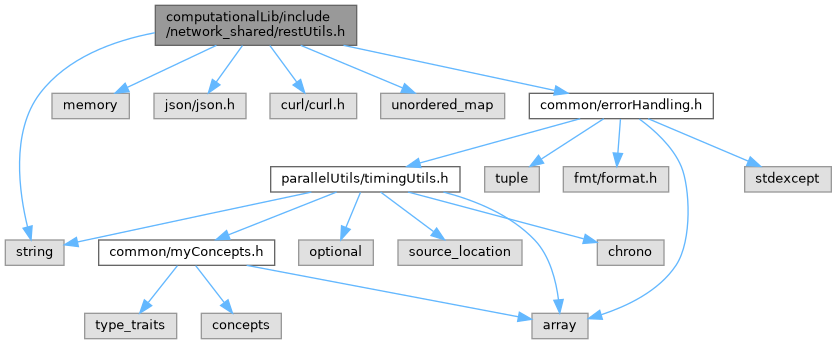 computationalLib/include
/network_shared/restUtils.h
memory
json/json.h
curl/curl.h
unordered_map
common/errorHandling.h
parallelUtils/timingUtils.h
tuple
fmt/format.h
stdexcept
string
common/myConcepts.h
optional
source_location
chrono
type_traits
concepts
array